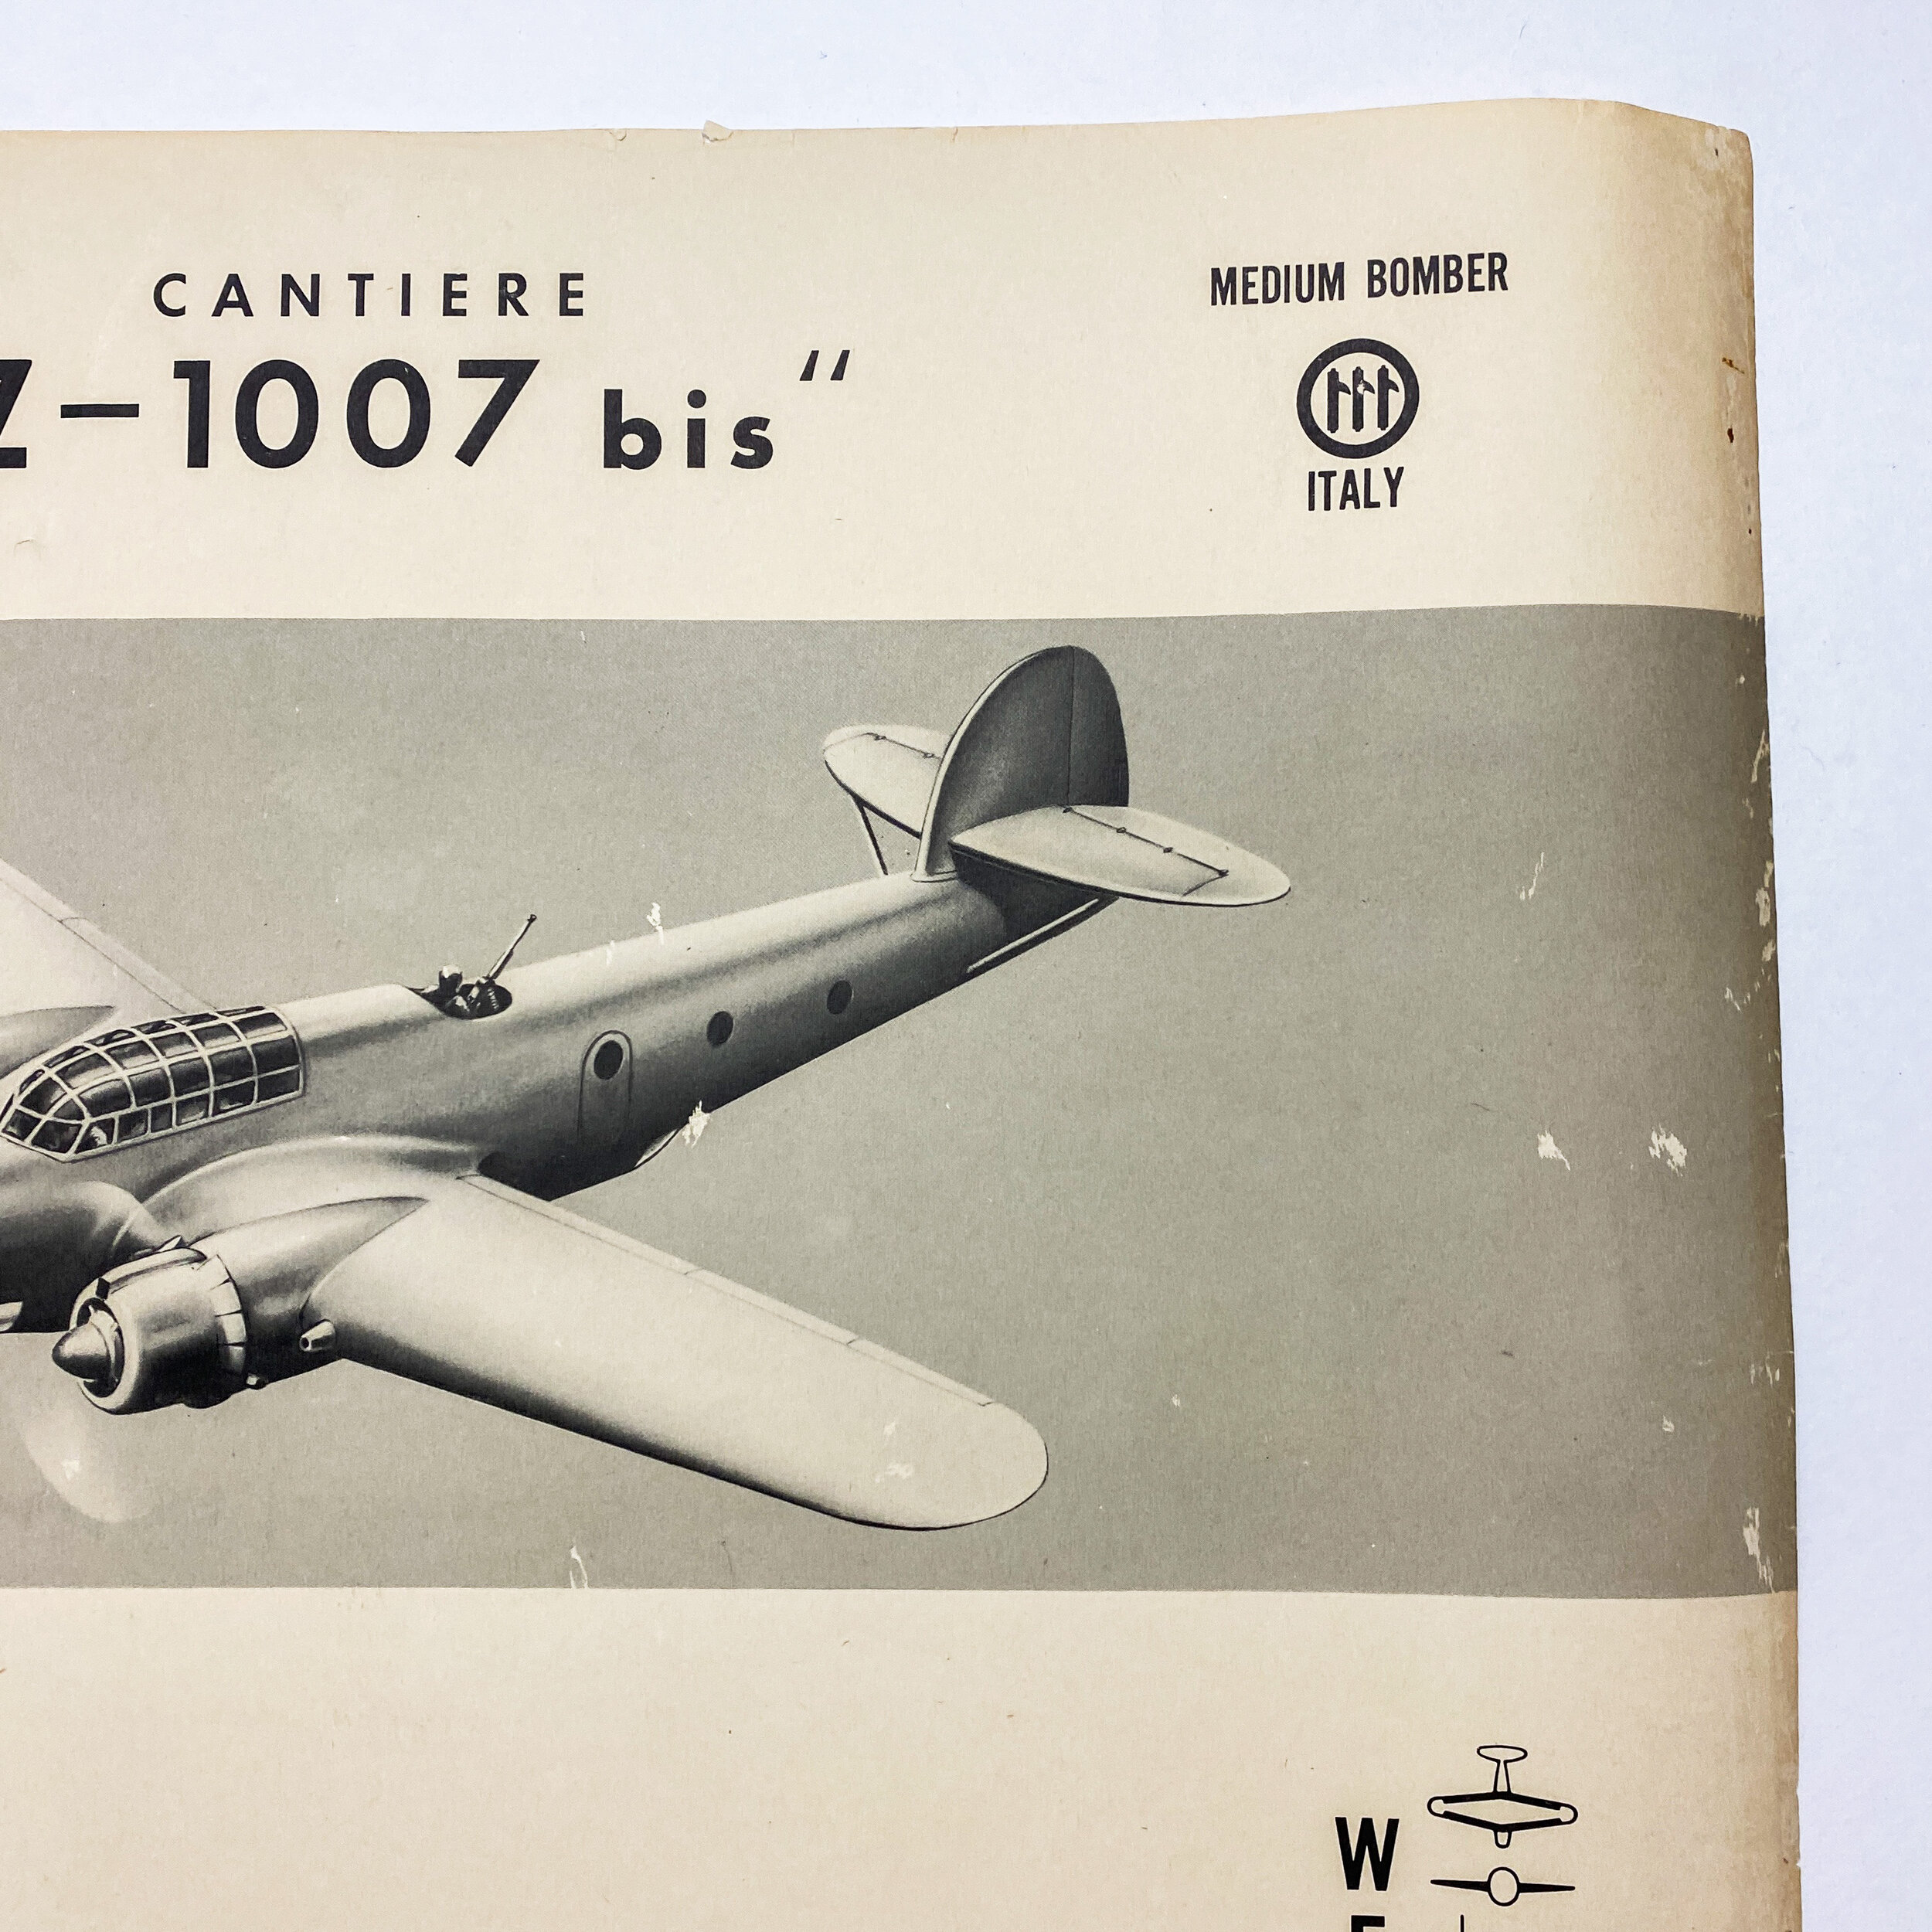 CANTIERE
Z-1007 bis“
MEDIUM BOMBER
ITALY
W